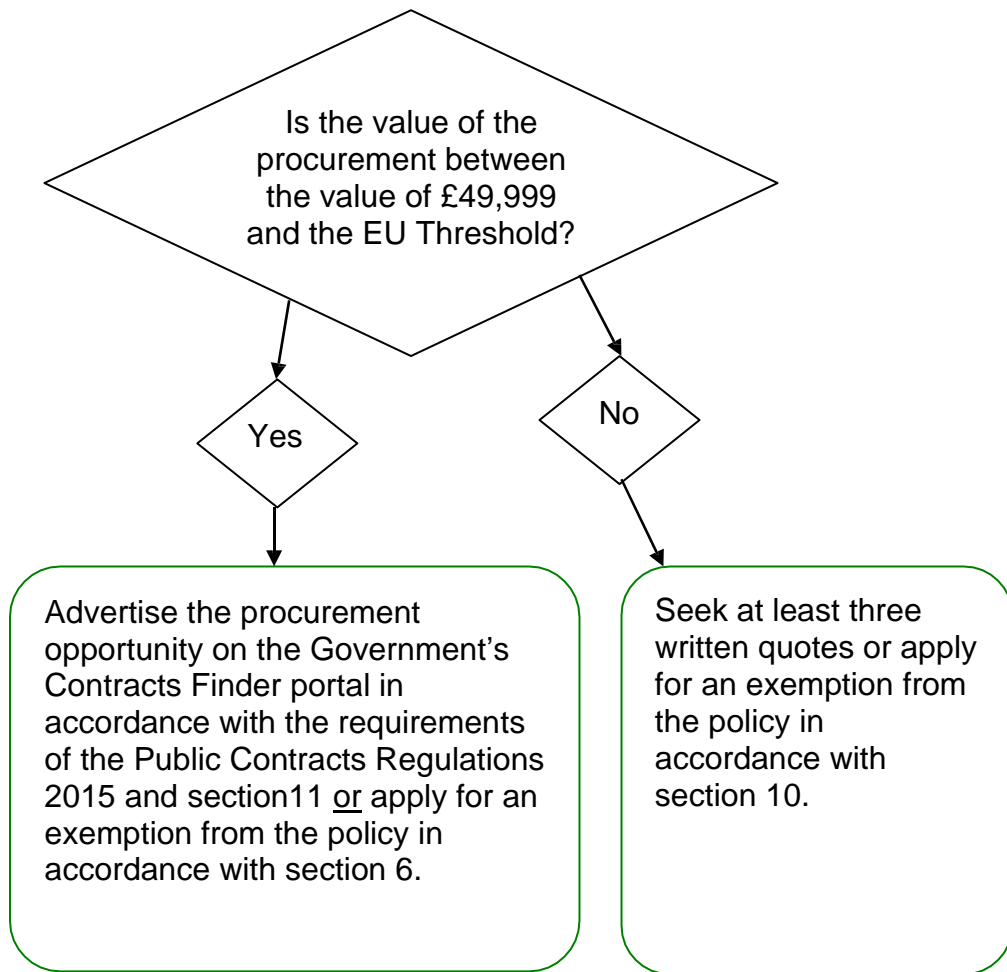 Is the value of the
procurement between
the value of £49,999
and the EU Threshold?
Yes
No
Advertise the procurement
opportunity on the Government’s
Contracts Finder portal in
accordance with the requirements
of the Public Contracts Regulations
2015 and section11 or apply for an
exemption from the policy in
accordance with section 6.
Seek at least three
written quotes or apply
for an exemption from
the policy in
accordance with
section 10.